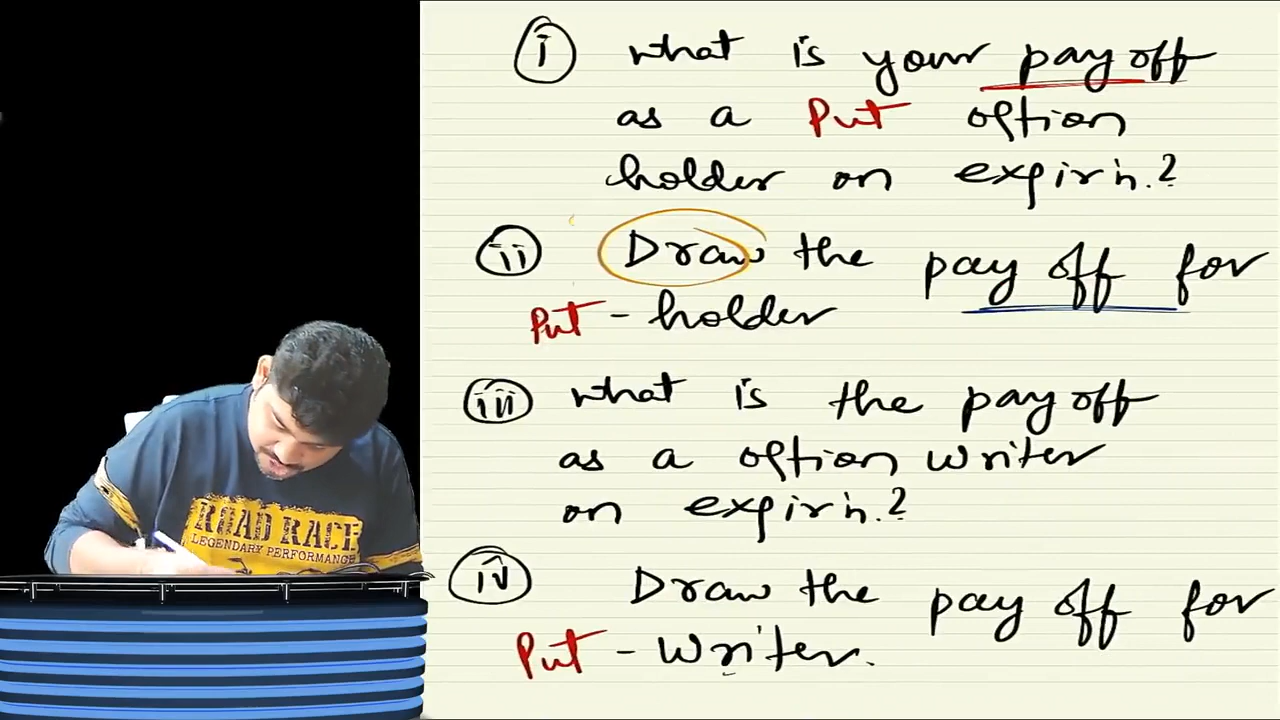 i what is your payoff
as a Put option
holder on expir'n.?
ii Draw the pay off for
Put - holder
iii what is the payoff
as a option writer
on expir'n.?
iv Draw the pay off for
Put - writer.
ROAD RACE
LEGENDARY PERFORMANCE